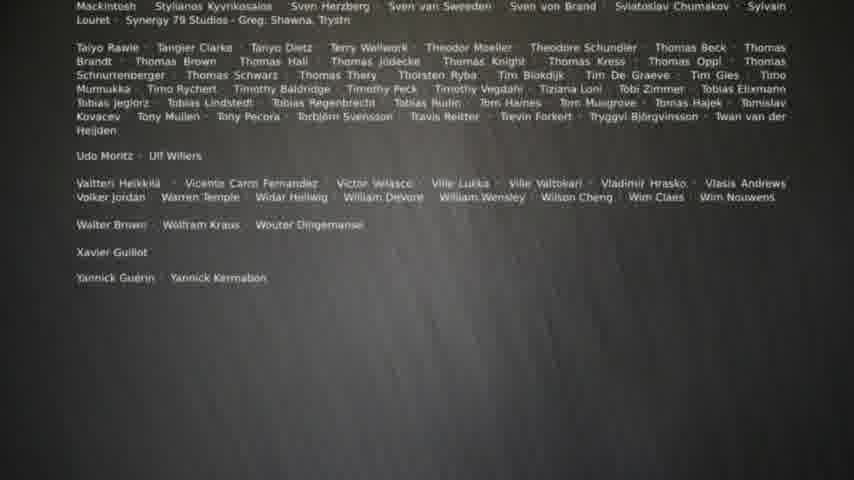 Mackintosh · Stylianos Kyvrikosaios · Sven Herzberg · Sven van Sweeden · Sven von Brand · Sviatoslav Chumakov · Sylvain
Louret · Synergy 79 Studios - Greg, Shawna, Trystn
Taiyo Rawle · Tangier Clarke · Tanyo Dietz · Terry Wallwork · Theodor Moeller · Theodore Schundler · Thomas Beck · Thomas
Brandt · Thomas Brown · Thomas Hall · Thomas Jödecke · Thomas Knight · Thomas Kress · Thomas Oppl · Thomas
Schnurrenberger · Thomas Schwarz · Thomas Thery · Thorsten Ryba · Tim Blokdijk · Tim De Graeve · Tim Gies · Timo
Murmukka · Timo Rychert · Timothy Baldridge · Timothy Peck · Timothy Vegdahl · Tiziana Loni · Tobi Zimmer · Tobias Elixmann
Tobias Jeglorz · Tobias Lindstedt · Tobias Regenbrecht · Tobias Rudin · Tom Haines · Tom Musgrove · Tomas Hajek · Tomislav
Kovacev · Tony Mullen · Tony Pecora · Torbjörn Svensson · Travis Reitter · Trevin Forkert · Tryggvi Björgvinsson · Twan van der
Heijden
Udo Moritz · Ulf Willers
Valtteri Heikkilä · Vicente Carro Fernandez · Victor Velasco · Ville Lukka · Ville Valtokari · Vladimir Hrasko · Vlasis Andrews
Volker Jordan · Warren Temple · Widar Hellwig · William DeVore · William Wensley · Wilson Cheng · Wim Claes · Wim Nouwens
Walter Brown · Wolfram Kraus · Wouter Dingemanse
Xavier Guillot
Yannick Guérin · Yannick Kermabon